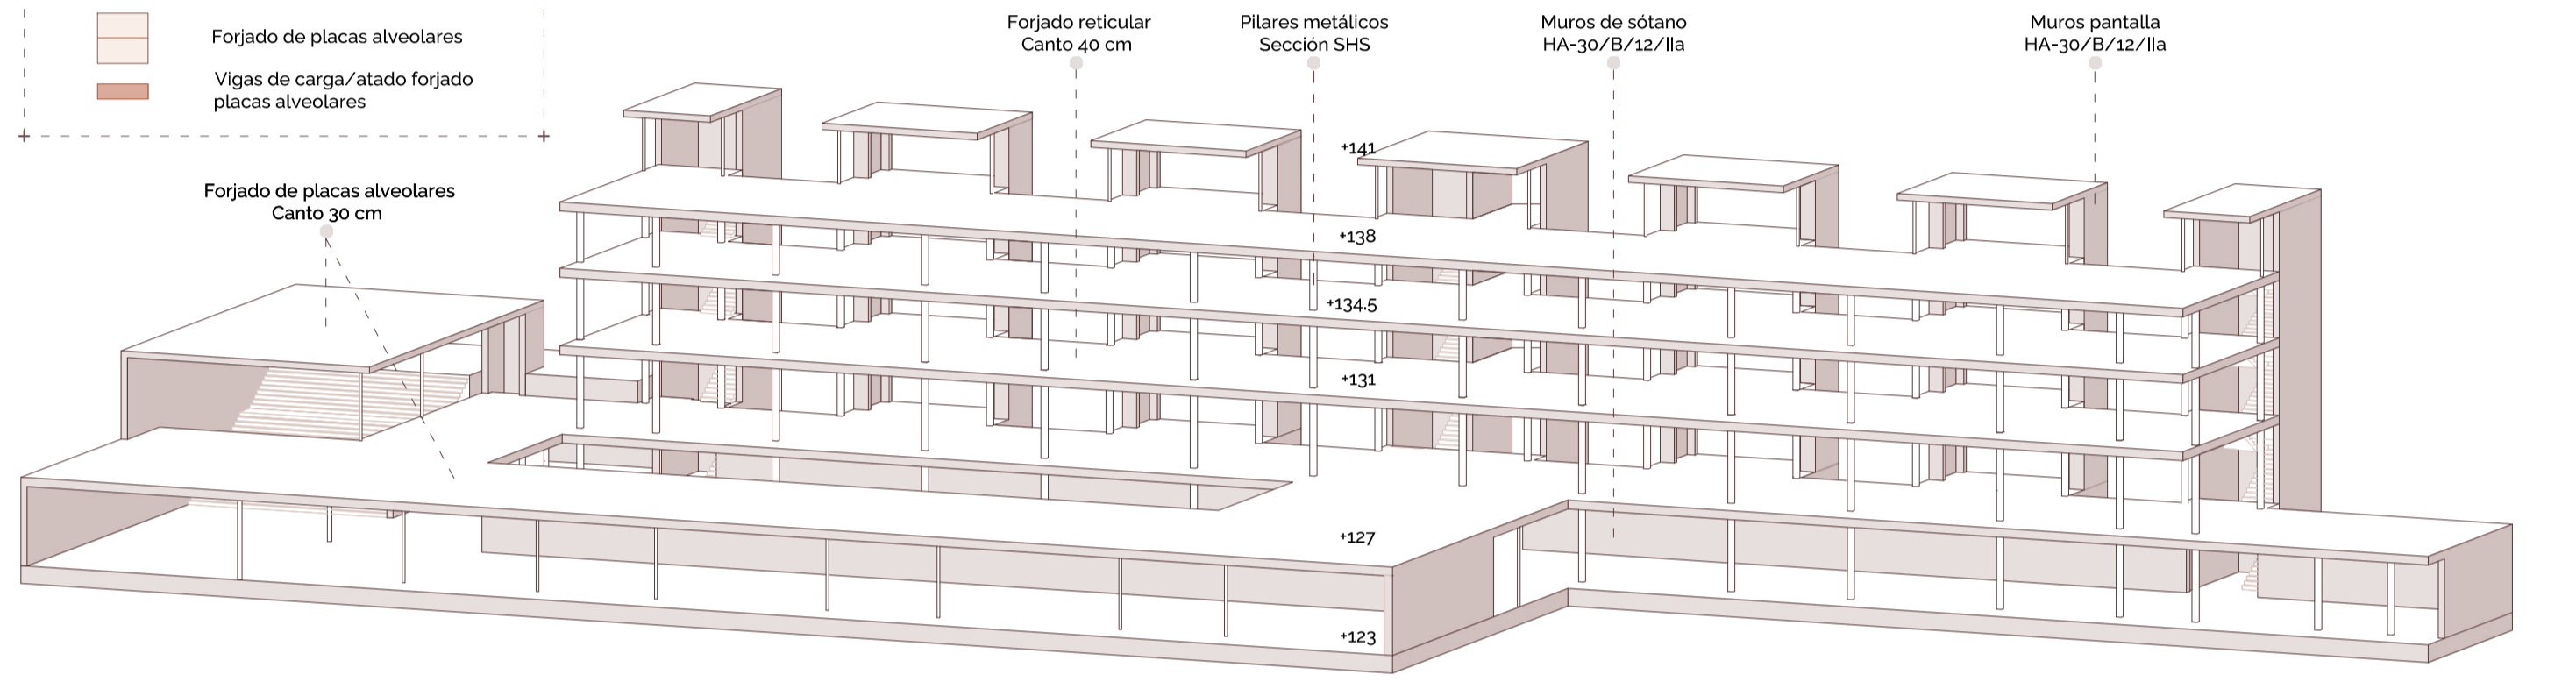 Forjado de placas alveolares
Vigas de carga/atado forjado
placas alveolares
Forjado de placas alveolares
Canto 30 cm
Forjado reticular
Canto 40 cm
Pilares metálicos
Sección SHS
Muros de sótano
HA-30/B/12/IIa
Muros pantalla
HA-30/B/12/IIa
+141
+138
+134.5
+131
+127
+123